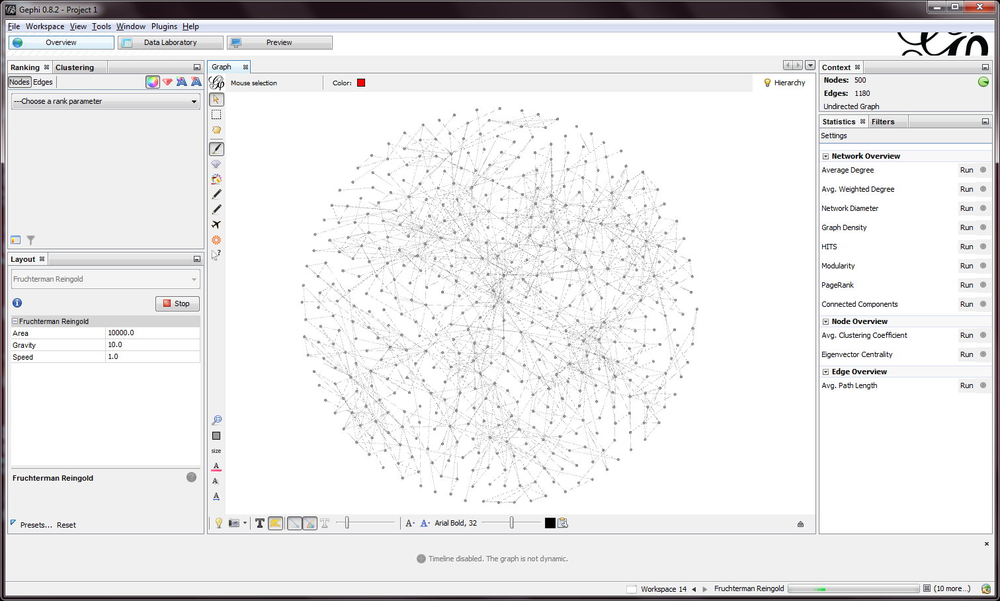 Gephi 0.8.2 - Project 1
File Workspace View Tools Window Plugins Help
Overview Data Laboratory Preview
Ranking Clustering
Nodes Edges
---Choose a rank parameter
Layout
Fruchterman Reingold
Stop
Fruchterman Reingold
Area 10000.0
Gravity 10.0
Speed 1.0
Fruchterman Reingold
Presets... Reset
Graph
Mouse selection Color: Hierarchy
size
A
A
A
T T A A Arial Bold, 32
Context
Nodes: 500
Edges: 1180
Undirected Graph
Statistics Filters
Settings
Network Overview
Average Degree Run
Avg. Weighted Degree Run
Network Diameter Run
Graph Density Run
HITS Run
Modularity Run
PageRank Run
Connected Components Run
Node Overview
Avg. Clustering Coefficient Run
Eigenvector Centrality Run
Edge Overview
Avg. Path Length Run
Timeline disabled. The graph is not dynamic.
Workspace 14 Fruchterman Reingold (10 more...)